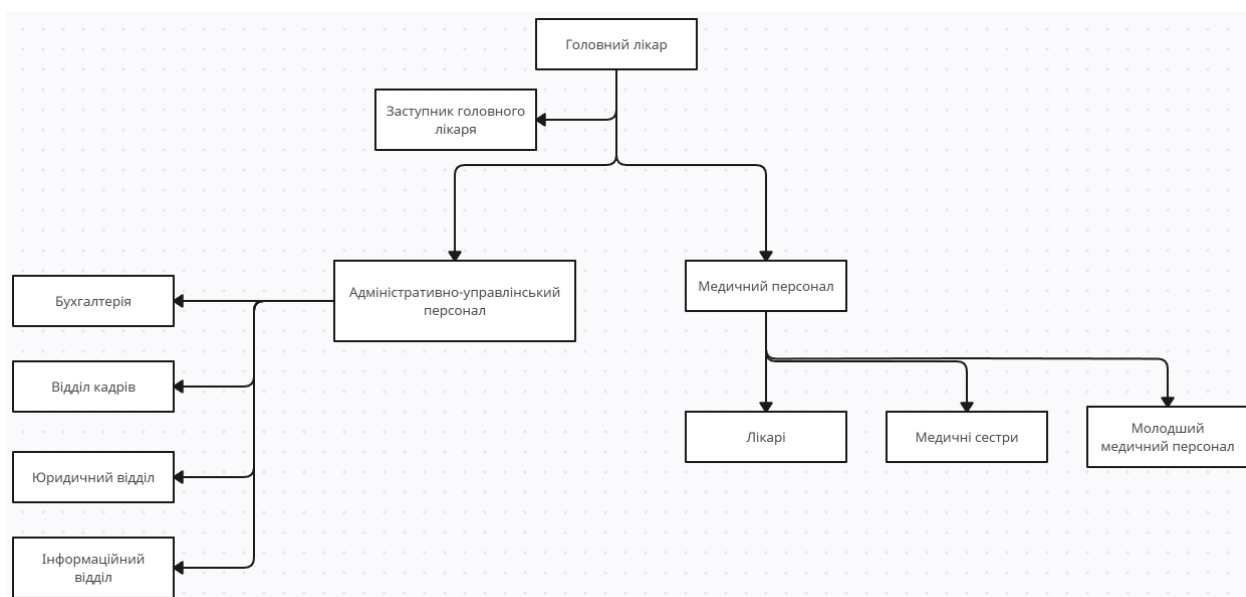 Головний лікар
Заступник головного
лікаря
Адміністративно-управлінський
персонал
Медичний персонал
Бухгалтерія
Відділ кадрів
Юридичний відділ
Інформаційний
відділ
Лікарі
Медичні сестри
Молодший
медичний персонал